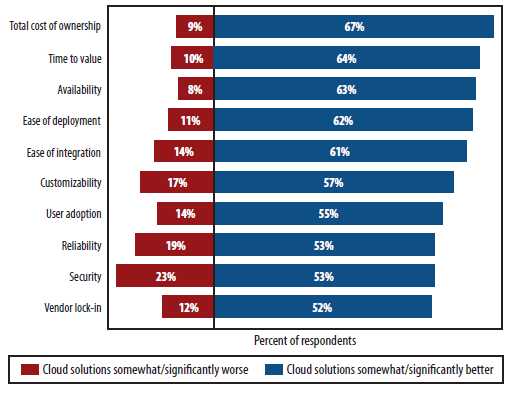 Total cost of ownership 9% 67%
Time to value 10% 64%
Availability 8% 63%
Ease of deployment 11% 62%
Ease of integration 14% 61%
Customizability 17% 57%
User adoption 14% 55%
Reliability 19% 53%
Security 23% 53%
Vendor lock-in 12% 52%
Percent of respondents
Cloud solutions somewhat/significantly worse Cloud solutions somewhat/significantly better